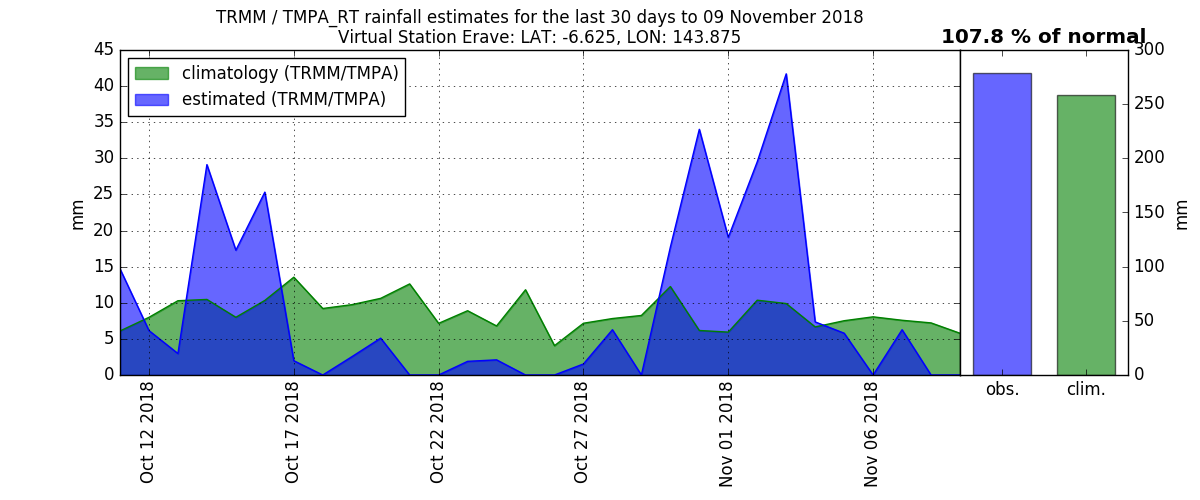 TRMM / TMPA_RT rainfall estimates for the last 30 days to 09 November 2018
Virtual Station Erave: LAT: -6.625, LON: 143.875
107.8 % of normal
climatology (TRMM/TMPA)
estimated (TRMM/TMPA)
45
40
35
30
25
20
15
10
5
0
mm
Oct 12 2018
Oct 17 2018
Oct 22 2018
Oct 27 2018
Nov 01 2018
Nov 06 2018
300
250
200
150
100
50
0
mm
obs.
clim.